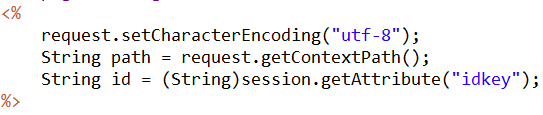 <%
request.setCharacterEncoding("utf-8");
String path = request.getContextPath();
String id = (String)session.getAttribute("idkey");
%>